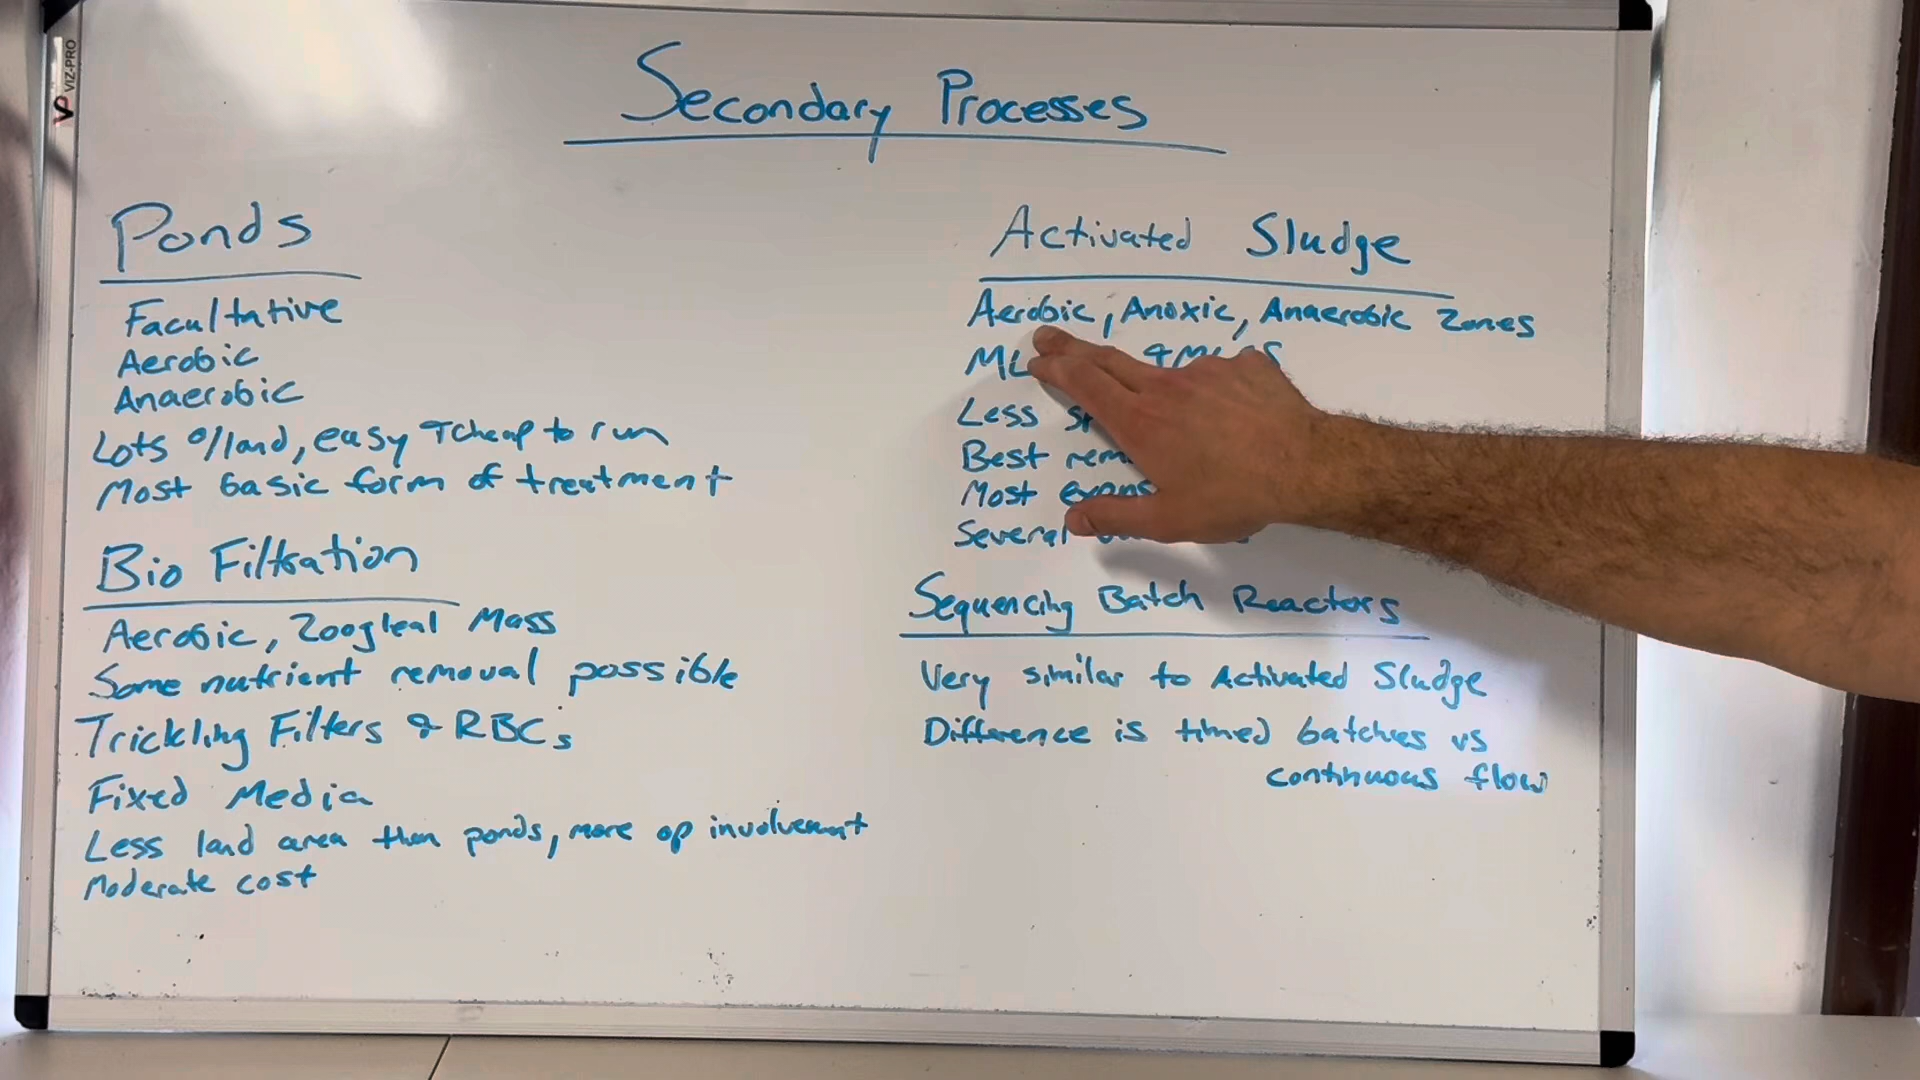 VIZ-PRO
Secondary Processes
Ponds
Facultative
Aerobic
Anaerobic
Lots o/land, easy & cheap to run
Most basic form of treatment
Bio Filtration
Aerobic, Zoogleal Mass
Some nutrient removal possible
Trickling Filters & RBCs
Fixed Media
Less land area than ponds, more op involvement
Moderate cost
Activated Sludge
Aerobic, Anoxic, Anaerobic Zones
Less
Best
Most
Several
Sequencing Batch Reactors
Very similar to Activated Sludge
Difference is timed batches vs
continuous flow